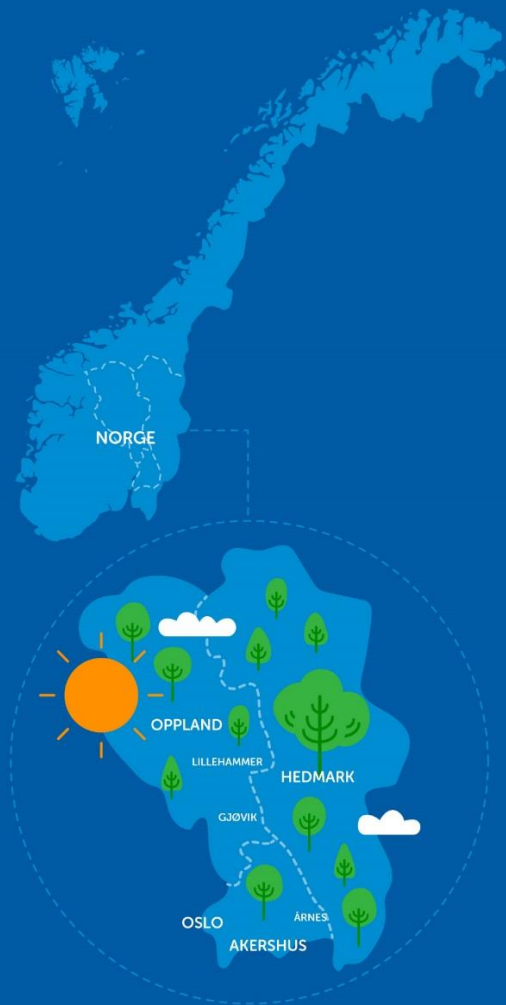 NORGE
OPPLAND
LILLEHAMMER
HEDMARK
GJØVIK
OSLO
ÅRNES
AKERSHUS